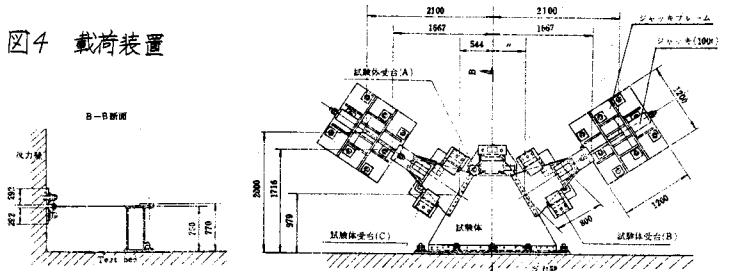 図4 載荷装置
2100
2100
1667
1667
544
〃
ジャッキフレーム
ジャッキ(100t)
試験体受台(A)
B
B-B断面
1200
1200
2000
1716
979
800
反力壁
292
292
770
Test bed
試験体
試験体受台(C)
試験体受台(B)